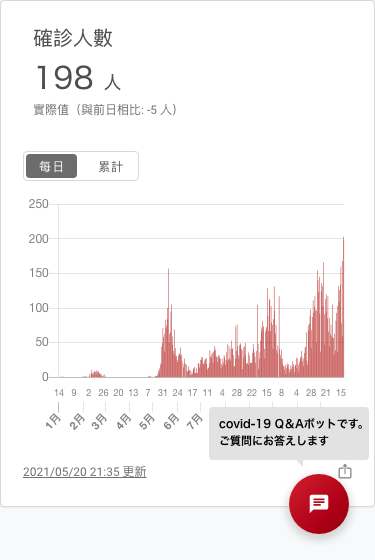 確診人數
198 人
實際值（與前日相比: -5 人）
每日 累計
250
200
150
100
50
0
14 9 2 26 20 13 7 31 24 17 11 4 28 22 15 8 4 28 21 15
1月 2月 3月 4月 5月 6月 7月
covid-19 Q&Aボットです。
ご質問にお答えします
2021/05/20 21:35 更新